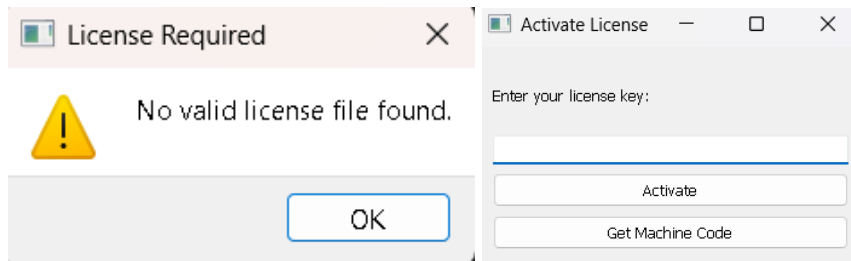 License Required
No valid license file found.
OK
Activate License
Enter your license key:
Activate
Get Machine Code